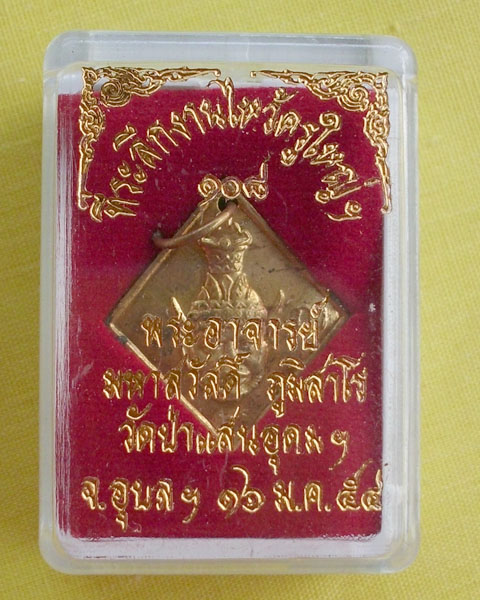 ที่ระลึกงานไหว้ครูใหญ่ฯ
๑๐๘
พระอาจารย์
มหาสวัสดิ์ ภูมิสาโร
วัดป่าแสนอุดมฯ
จ.อุบลฯ ๑๖ ม.ค. ๕๔